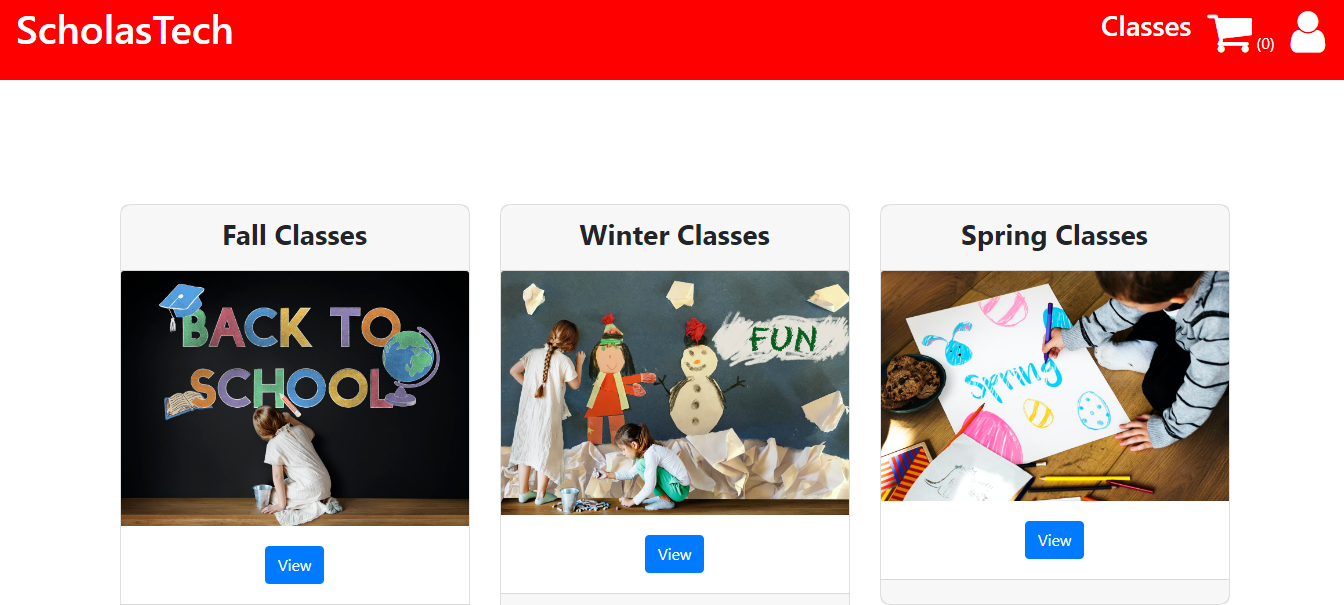 ScholasTech
Classes
(0)
Fall Classes
Winter Classes
Spring Classes
BACK TO
SCHOOL
FUN
Spring
View
View
View